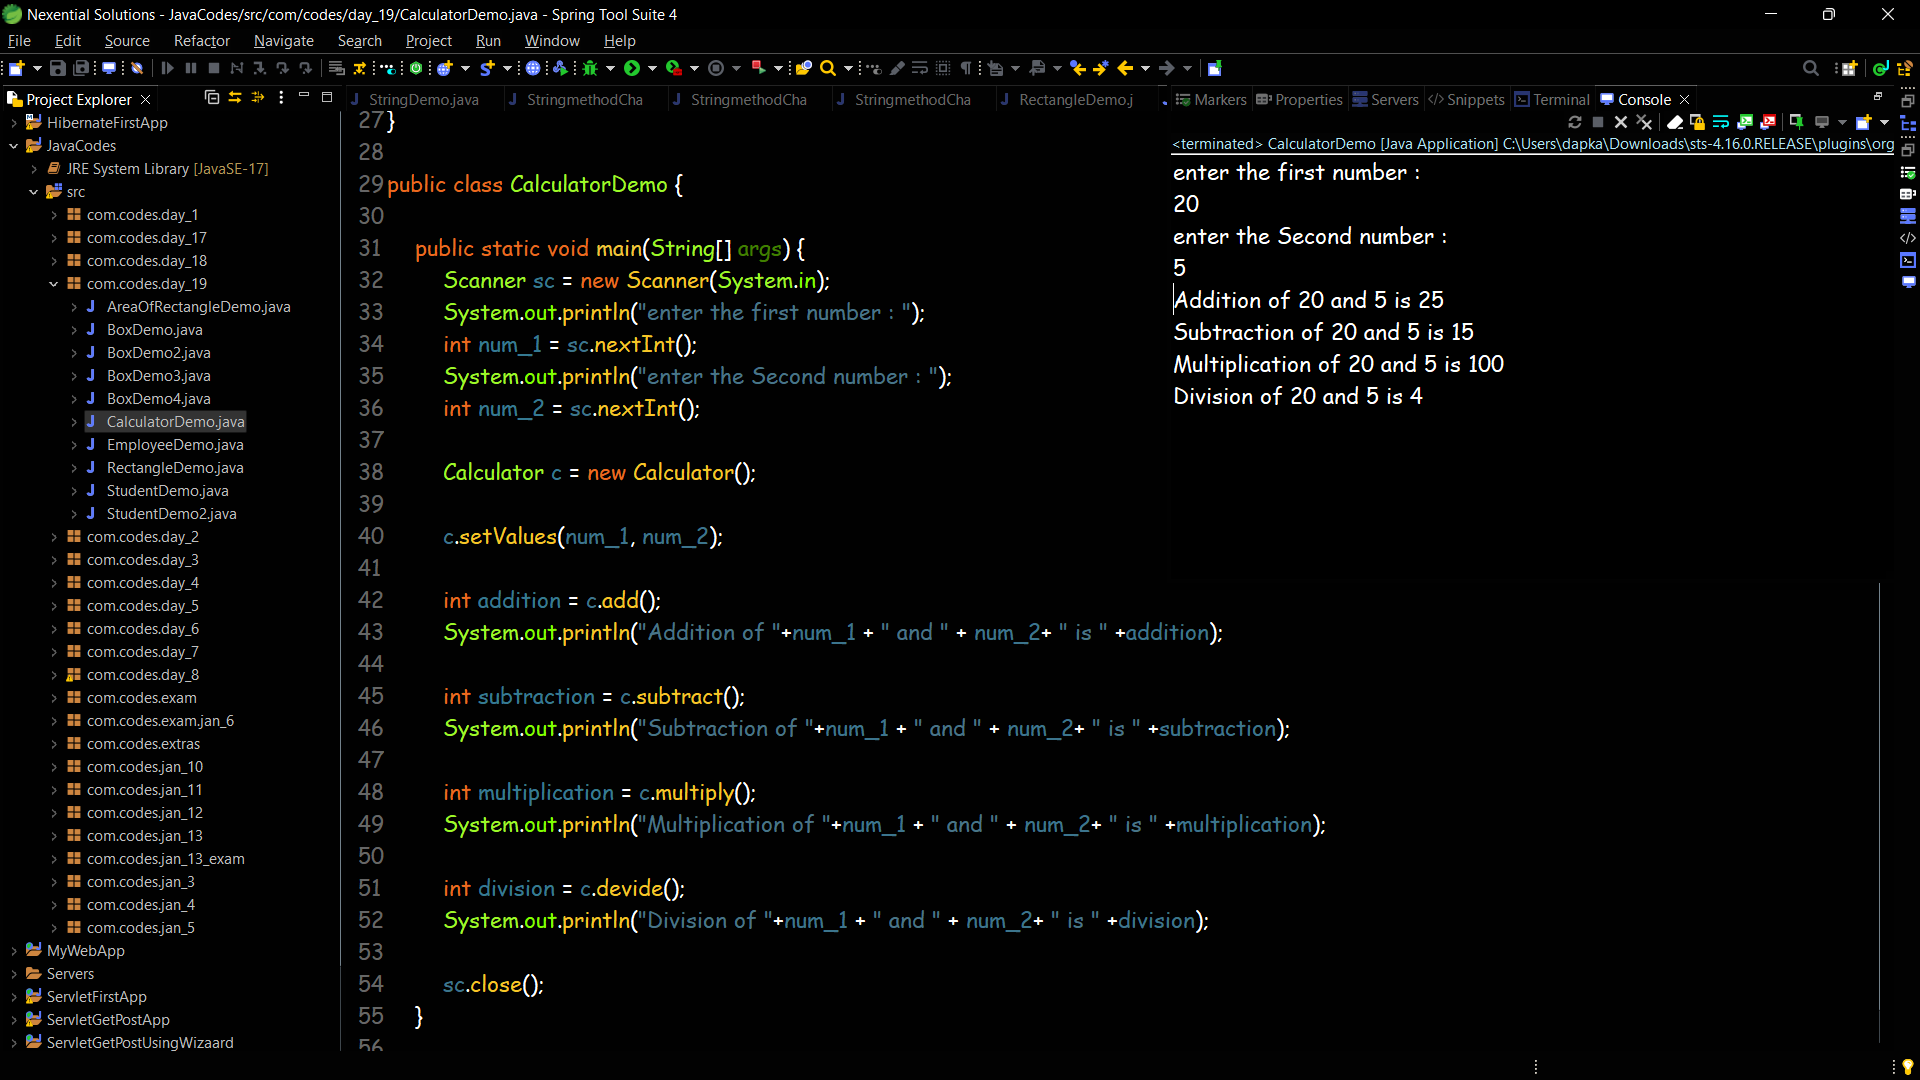 Nexential Solutions - JavaCodes/src/com/codes/day_19/CalculatorDemo.java - Spring Tool Suite 4
File Edit Source Refactor Navigate Search Project Run Window Help
Project Explorer
HibernateFirstApp
JavaCodes
JRE System Library [JavaSE-17]
src
com.codes.day_1
com.codes.day_17
com.codes.day_18
com.codes.day_19
AreaOfRectangleDemo.java
BoxDemo.java
BoxDemo2.java
BoxDemo3.java
BoxDemo4.java
CalculatorDemo.java
EmployeeDemo.java
RectangleDemo.java
StudentDemo.java
StudentDemo2.java
com.codes.day_2
com.codes.day_3
com.codes.day_4
com.codes.day_5
com.codes.day_6
com.codes.day_7
com.codes.day_8
com.codes.exam
com.codes.exam.jan_6
com.codes.extras
com.codes.jan_10
com.codes.jan_11
com.codes.jan_12
com.codes.jan_13
com.codes.jan_13_exam
com.codes.jan_3
com.codes.jan_4
com.codes.jan_5
MyWebApp
Servers
ServletFirstApp
ServletGetPostApp
ServletGetPostUsingWizaard
StringDemo.java StringmethodCha StringmethodCha StringmethodCha RectangleDemo.j
27 }
28
29 public class CalculatorDemo {
30
31 public static void main(String[] args) {
32 Scanner sc = new Scanner(System.in);
33 System.out.println("enter the first number : ");
34 int num_1 = sc.nextInt();
35 System.out.println("enter the Second number : ");
36 int num_2 = sc.nextInt();
37
38 Calculator c = new Calculator();
39
40 c.setValues(num_1, num_2);
41
42 int addition = c.add();
43 System.out.println("Addition of "+num_1 + " and " + num_2+ " is " +addition);
44
45 int subtraction = c.subtract();
46 System.out.println("Subtraction of "+num_1 + " and " + num_2+ " is " +subtraction);
47
48 int multiplication = c.multiply();
49 System.out.println("Multiplication of "+num_1 + " and " + num_2+ " is " +multiplication);
50
51 int division = c.devide();
52 System.out.println("Division of "+num_1 + " and " + num_2+ " is " +division);
53
54 sc.close();
55 }
56
Markers Properties Servers Snippets Terminal Console
<terminated> CalculatorDemo [Java Application] C:\Users\dapka\Downloads\sts-4.16.0.RELEASE\plugins\org
enter the first number :
20
enter the Second number :
5
Addition of 20 and 5 is 25
Subtraction of 20 and 5 is 15
Multiplication of 20 and 5 is 100
Division of 20 and 5 is 4